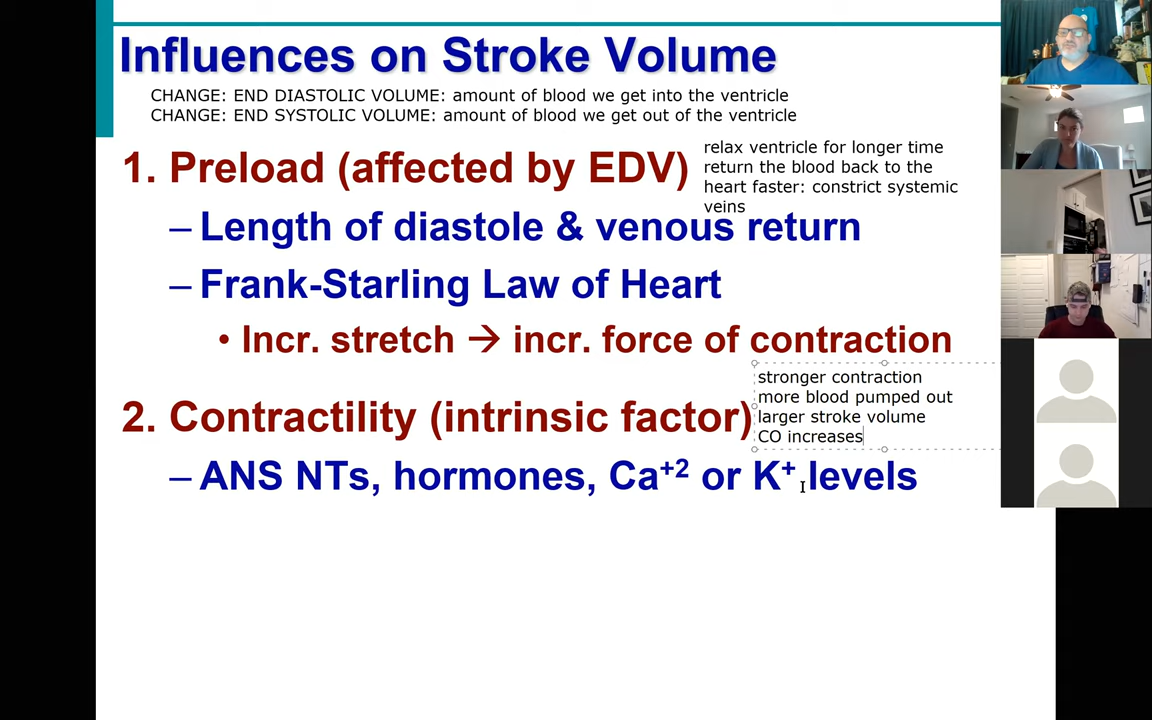 Influences on Stroke Volume
CHANGE: END DIASTOLIC VOLUME: amount of blood we get into the ventricle
CHANGE: END SYSTOLIC VOLUME: amount of blood we get out of the ventricle
1. Preload (affected by EDV)
relax ventricle for longer time
return the blood back to the
heart faster: constrict systemic
veins
– Length of diastole & venous return
– Frank-Starling Law of Heart
• Incr. stretch → incr. force of contraction
stronger contraction
more blood pumped out
larger stroke volume
CO increases
2. Contractility (intrinsic factor)
– ANS NTs, hormones, Ca⁺² or K⁺ levels